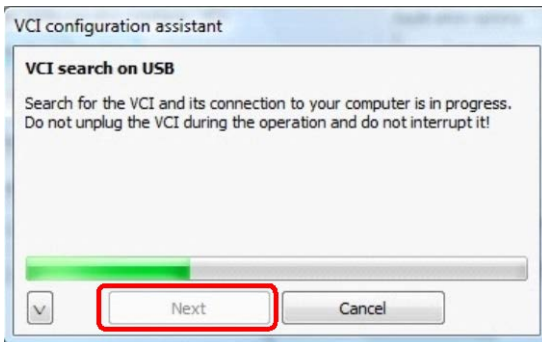 VCI configuration assistant
VCI search on USB
Search for the VCI and its connection to your computer is in progress.
Do not unplug the VCI during the operation and do not interrupt it!
Next
Cancel